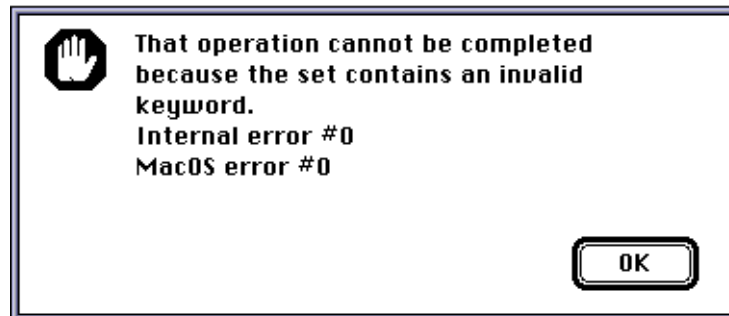 That operation cannot be completed
because the set contains an invalid
keyword.
Internal error #0
MacOS error #0
OK